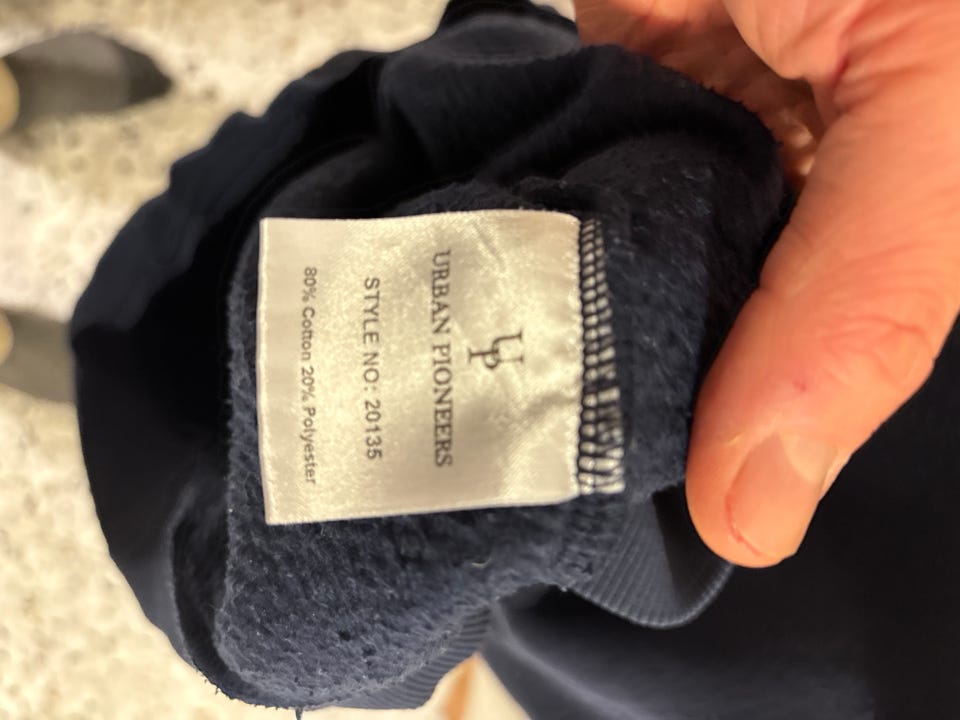 UP
URBAN PIONEERS
STYLE NO: 20135
80% Cotton 20% Polyester